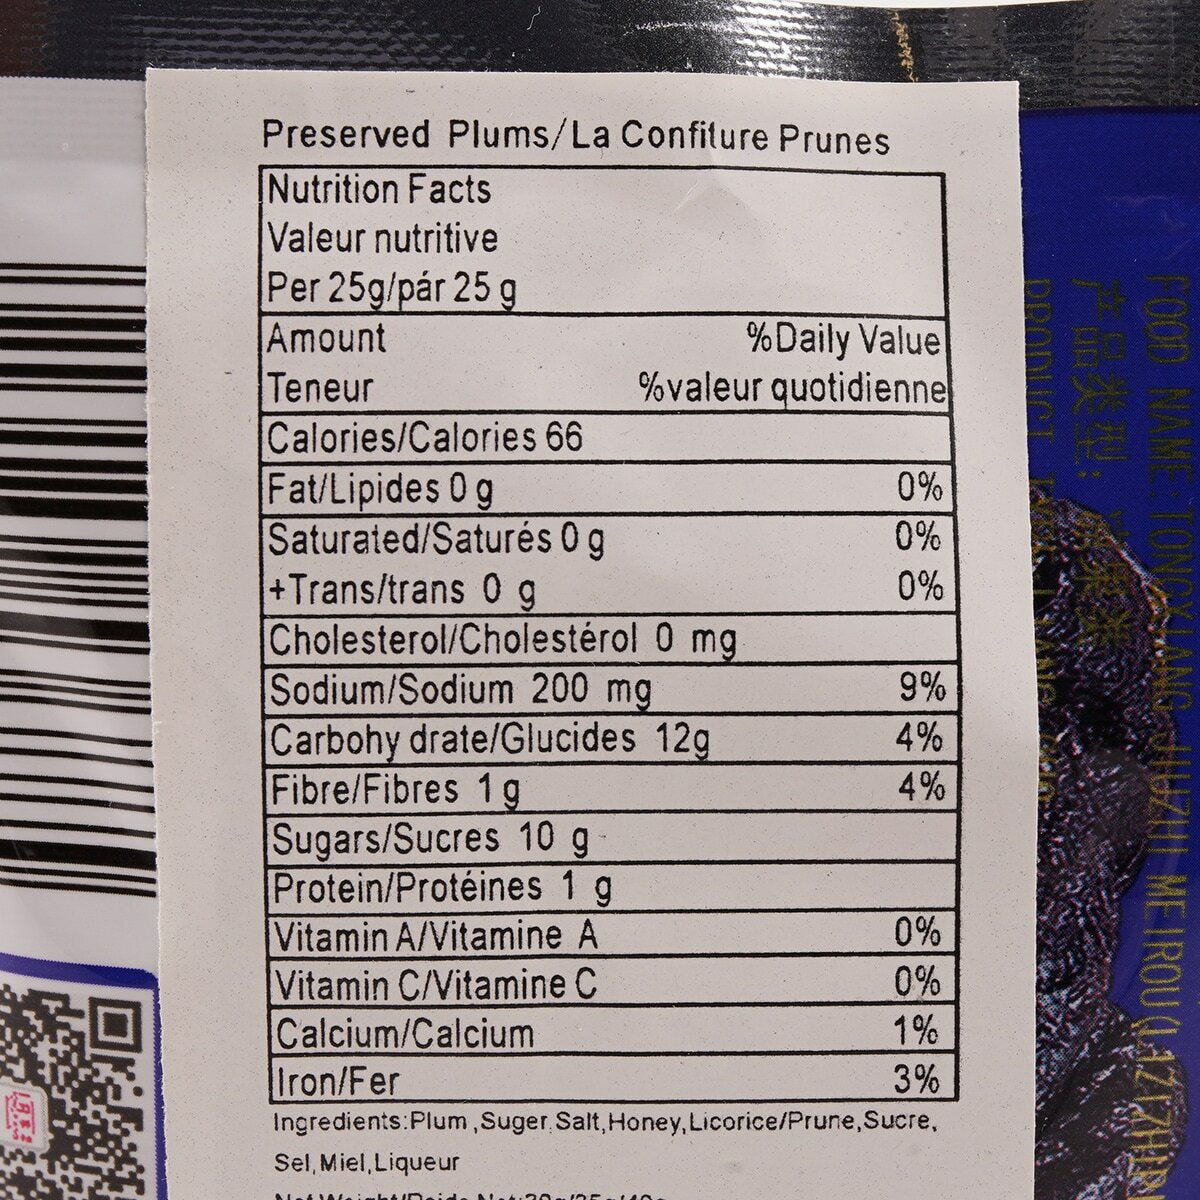 Preserved Plums/La Confiture Prunes
Nutrition Facts
Valeur nutritive
Per 25g/pár 25 g
Amount %Daily Value
Teneur %valeur quotidienne
Calories/Calories 66
Fat/Lipides 0 g 0%
Saturated/Saturés 0 g 0%
+Trans/trans 0 g 0%
Cholesterol/Cholestérol 0 mg
Sodium/Sodium 200 mg 9%
Carbohy drate/Glucides 12g 4%
Fibre/Fibres 1 g 4%
Sugars/Sucres 10 g
Protein/Protéines 1 g
Vitamin A/Vitamine A 0%
Vitamin C/Vitamine C 0%
Calcium/Calcium 1%
Iron/Fer 3%
Ingredients:Plum,Suger,Salt,Honey,Licorice/Prune,Sucre,
Sel,Miel,Liqueur
FOOD NAME:TONGXIANG JIUZHI MEIROU
产品类型:
PRODUCT